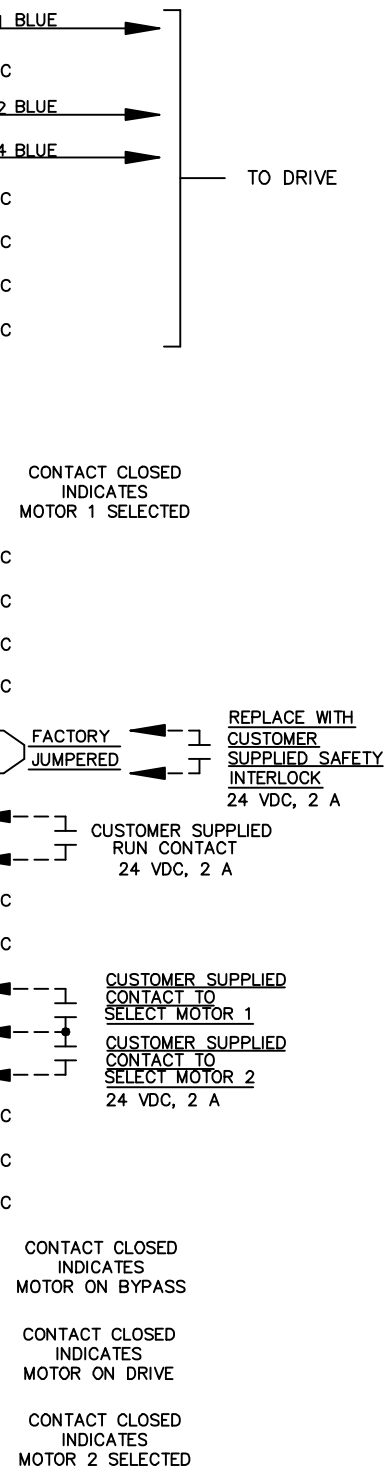 1 BLUE
C
2 BLUE
4 BLUE
TO DRIVE
C
C
C
C
CONTACT CLOSED
INDICATES
MOTOR 1 SELECTED
C
C
C
C
FACTORY
JUMPERED
REPLACE WITH
CUSTOMER
SUPPLIED SAFETY
INTERLOCK
24 VDC, 2 A
CUSTOMER SUPPLIED
RUN CONTACT
24 VDC, 2 A
C
C
CUSTOMER SUPPLIED
CONTACT TO
SELECT MOTOR 1
CUSTOMER SUPPLIED
CONTACT TO
SELECT MOTOR 2
24 VDC, 2 A
C
C
C
CONTACT CLOSED
INDICATES
MOTOR ON BYPASS
CONTACT CLOSED
INDICATES
MOTOR ON DRIVE
CONTACT CLOSED
INDICATES
MOTOR 2 SELECTED